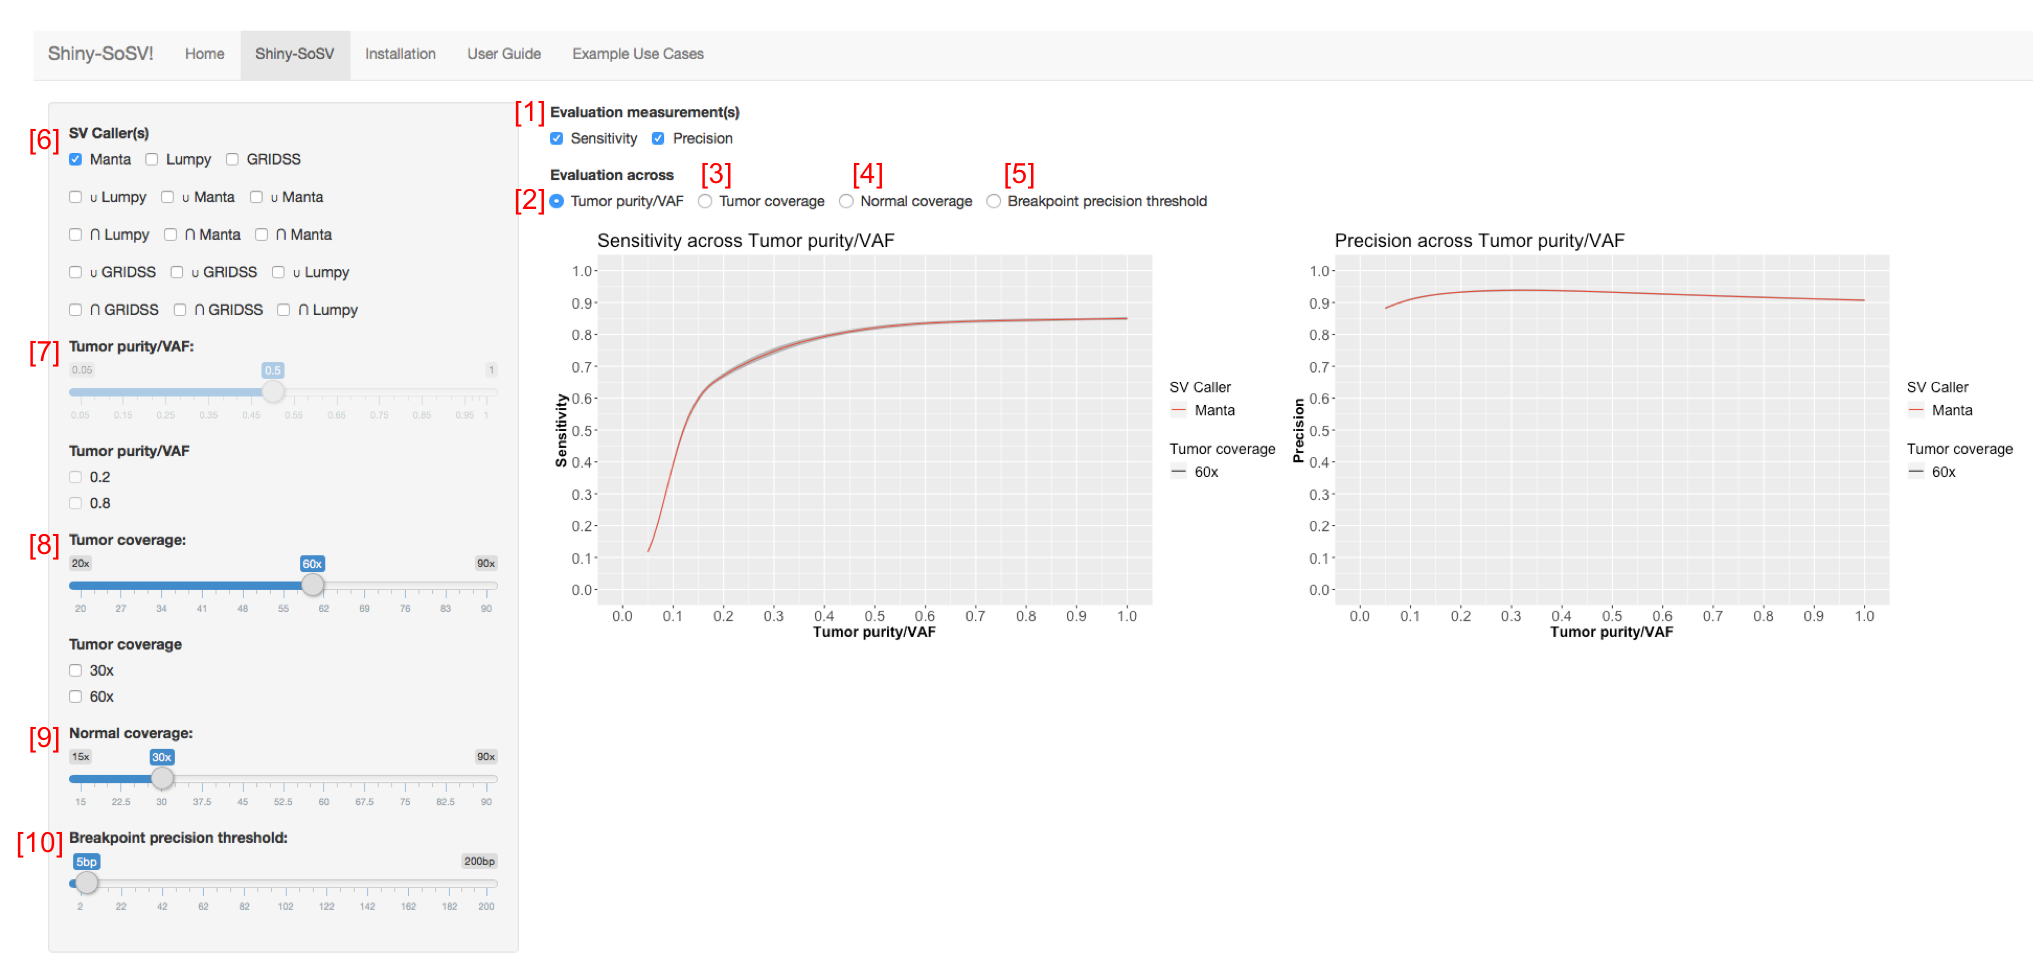 Shiny-SoSV! Home Shiny-SoSV Installation User Guide Example Use Cases
[6] SV Caller(s)
Manta Lumpy GRIDSS
∪ Lumpy ∪ Manta ∪ Manta
∩ Lumpy ∩ Manta ∩ Manta
∪ GRIDSS ∪ GRIDSS ∪ Lumpy
∩ GRIDSS ∩ GRIDSS ∩ Lumpy
[7] Tumor purity/VAF:
0.05 0.5 1
0.05 0.15 0.25 0.35 0.45 0.55 0.65 0.75 0.85 0.95 1
Tumor purity/VAF
0.2
0.8
[8] Tumor coverage:
20x 60x 90x
20 27 34 41 48 55 62 69 76 83 90
Tumor coverage
30x
60x
[9] Normal coverage:
15x 30x 90x
15 22.5 30 37.5 45 52.5 60 67.5 75 82.5 90
[10] Breakpoint precision threshold:
5bp 200bp
2 22 42 62 82 102 122 142 162 182 200
[1] Evaluation measurement(s)
Sensitivity Precision
Evaluation across [3] [4] [5]
[2] Tumor purity/VAF Tumor coverage Normal coverage Breakpoint precision threshold
Sensitivity across Tumor purity/VAF
1.0
0.9
0.8
0.7
0.6
0.5
0.4
0.3
0.2
0.1
0.0
Sensitivity
0.0 0.1 0.2 0.3 0.4 0.5 0.6 0.7 0.8 0.9 1.0
Tumor purity/VAF
SV Caller
Manta
Tumor coverage
60x
Precision across Tumor purity/VAF
1.0
0.9
0.8
0.7
0.6
0.5
0.4
0.3
0.2
0.1
0.0
Precision
0.0 0.1 0.2 0.3 0.4 0.5 0.6 0.7 0.8 0.9 1.0
Tumor purity/VAF
SV Caller
Manta
Tumor coverage
60x